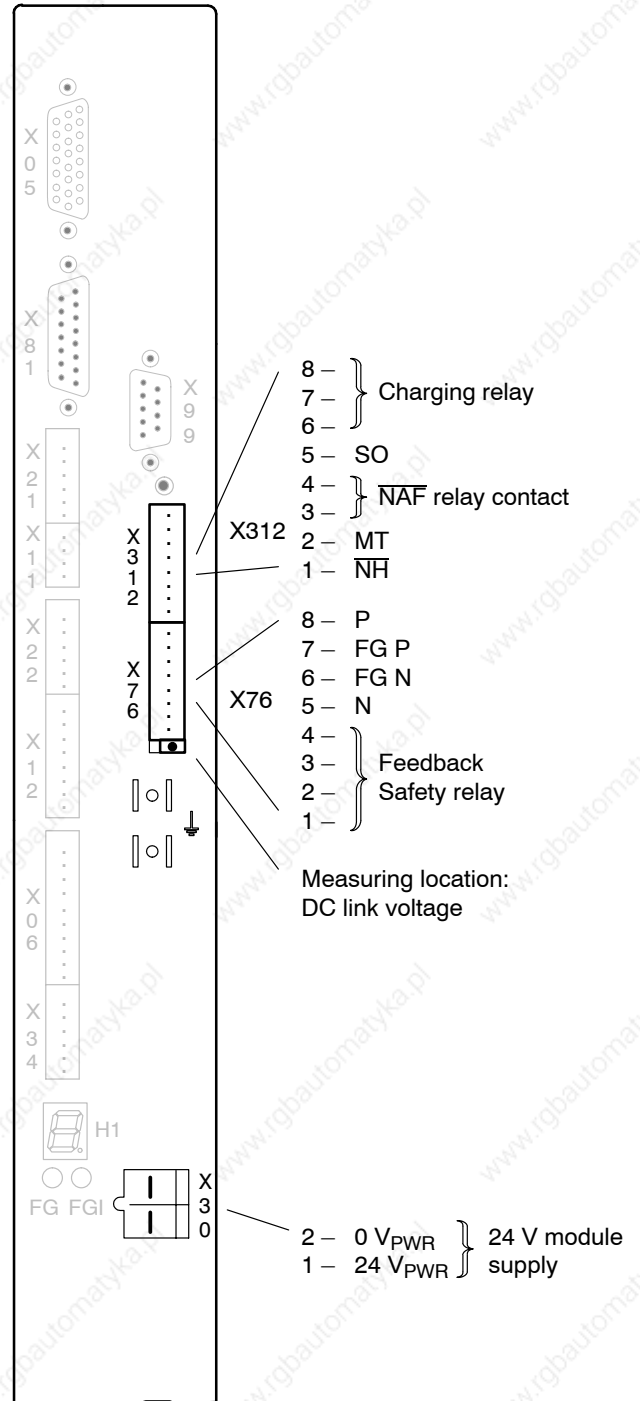 X
0
5
X
8
1
X
9
9
X
2
1
X
1
1
X
3
1
2
X312
8 – Charging relay
7 –
6 –
5 – SO
4 – N̅A̅F̅ relay contact
3 –
2 – MT
1 – N̅H̅
X
2
2
X
7
6
X76
8 – P
7 – FG P
6 – FG N
5 – N
4 –
3 – Feedback
2 – Safety relay
1 –
X
1
2
Measuring location:
DC link voltage
X
0
6
X
3
4
H1
FG FGI
X
3
0
2 – 0 VPWR 24 V module
1 – 24 VPWR supply
www.rgbautomatyka.pl